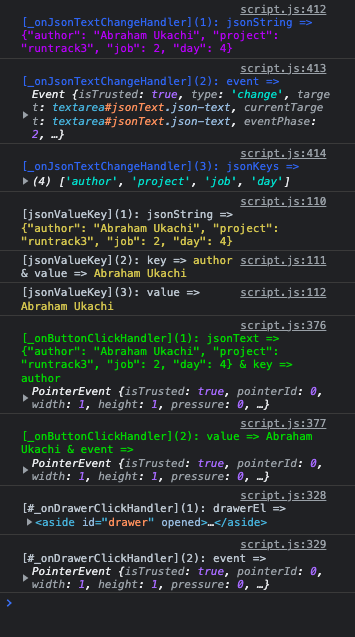 script.js:412
[_onJsonTextChangeHandler](1): jsonString =>
{"author": "Abraham Ukachi", "project":
"runtrack3", "job": 2, "day": 4}
script.js:413
[_onJsonTextChangeHandler](2): event =>
Event {isTrusted: true, type: 'change', targe
t: textarea#jsonText.json-text, currentTarge
t: textarea#jsonText.json-text, eventPhase:
2, …}
script.js:414
[_onJsonTextChangeHandler](3): jsonKeys =>
(4) ['author', 'project', 'job', 'day']
script.js:110
[jsonValueKey](1): jsonString =>
{"author": "Abraham Ukachi", "project":
"runtrack3", "job": 2, "day": 4}
[jsonValueKey](2): key => author script.js:111
& value => Abraham Ukachi
[jsonValueKey](3): value => script.js:112
Abraham Ukachi
script.js:376
[_onButtonClickHandler](1): jsonText =>
{"author": "Abraham Ukachi", "project":
"runtrack3", "job": 2, "day": 4} & key =>
author
PointerEvent {isTrusted: true, pointerId: 0,
width: 1, height: 1, pressure: 0, …}
script.js:377
[_onButtonClickHandler](2): value => Abraham
Ukachi & event =>
PointerEvent {isTrusted: true, pointerId: 0,
width: 1, height: 1, pressure: 0, …}
script.js:328
[#_onDrawerClickHandler](1): drawerEl =>
<aside id="drawer" opened>…</aside>
script.js:329
[#_onDrawerClickHandler](2): event =>
PointerEvent {isTrusted: true, pointerId: 0,
width: 1, height: 1, pressure: 0, …}